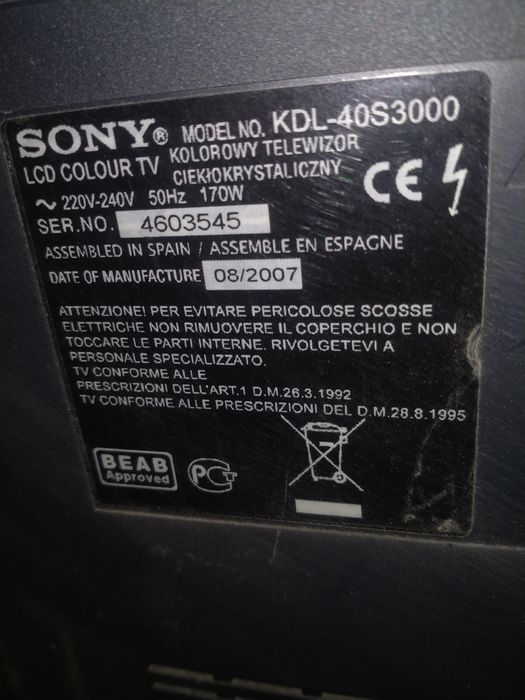 SONY® MODEL NO. KDL-40S3000
LCD COLOUR TV KOLOROWY TELEWIZOR
CIEKŁOKRYSTALICZNY
~ 220V-240V 50Hz 170W
CE
SER.NO. 4603545
ASSEMBLED IN SPAIN / ASSEMBLE EN ESPAGNE
DATE OF MANUFACTURE 08/2007
ATTENZIONE! PER EVITARE PERICOLOSE SCOSSE
ELETTRICHE NON RIMUOVERE IL COPERCHIO E NON
TOCCARE LE PARTI INTERNE. RIVOLGETEVI A
PERSONALE SPECIALIZZATO.
TV CONFORME ALLE
PRESCRIZIONI DELL'ART.1 D.M.26.3.1992
TV CONFORME ALLE PRESCRIZIONI DEL D.M.28.8.1995
BEAB
Approved
PCT